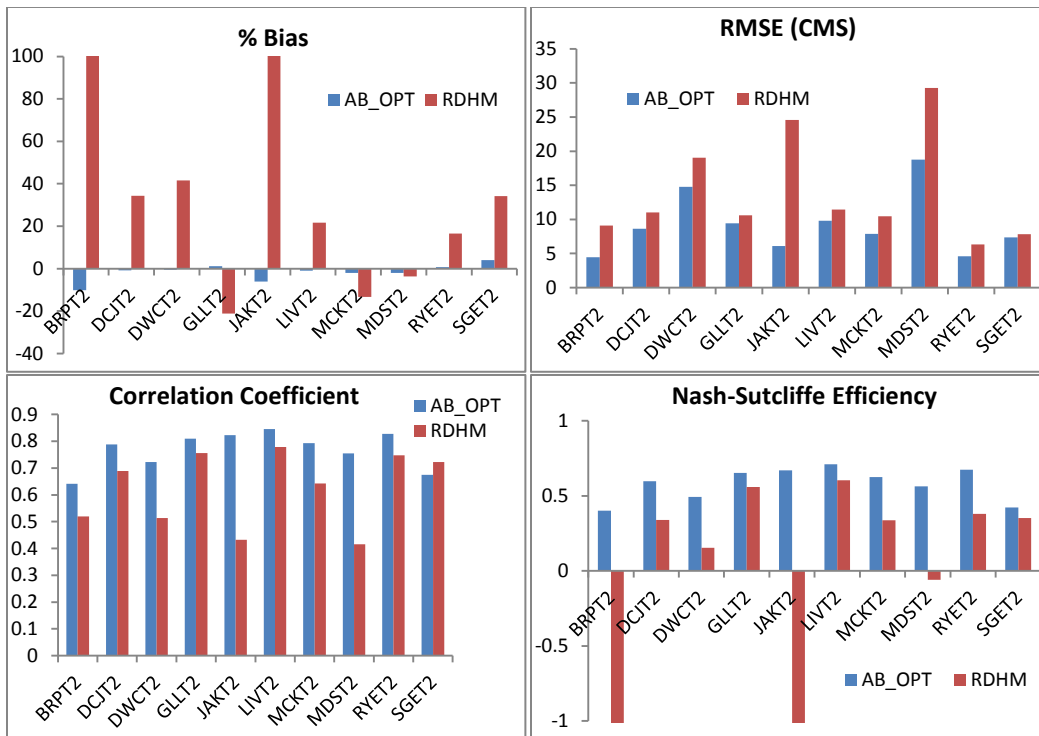 % Bias
100
80
60
40
20
0
-20
-40
AB_OPT RDHM
BRPT2 DCJT2 DWCT2 GLLT2 JAKT2 LIVT2 MCKT2 MDST2 RYET2 SGET2
RMSE (CMS)
35
30
25
20
15
10
5
0
AB_OPT RDHM
BRPT2 DCJT2 DWCT2 GLLT2 JAKT2 LIVT2 MCKT2 MDST2 RYET2 SGET2
Correlation Coefficient
0.9
0.8
0.7
0.6
0.5
0.4
0.3
0.2
0.1
0
AB_OPT
RDHM
BRPT2 DCJT2 DWCT2 GLLT2 JAKT2 LIVT2 MCKT2 MDST2 RYET2 SGET2
Nash-Sutcliffe Efficiency
1
0.5
0
-0.5
-1
BRPT2 DCJT2 DWCT2 GLLT2 JAKT2 LIVT2 MCKT2 MDST2 RYET2 SGET2
AB_OPT RDHM